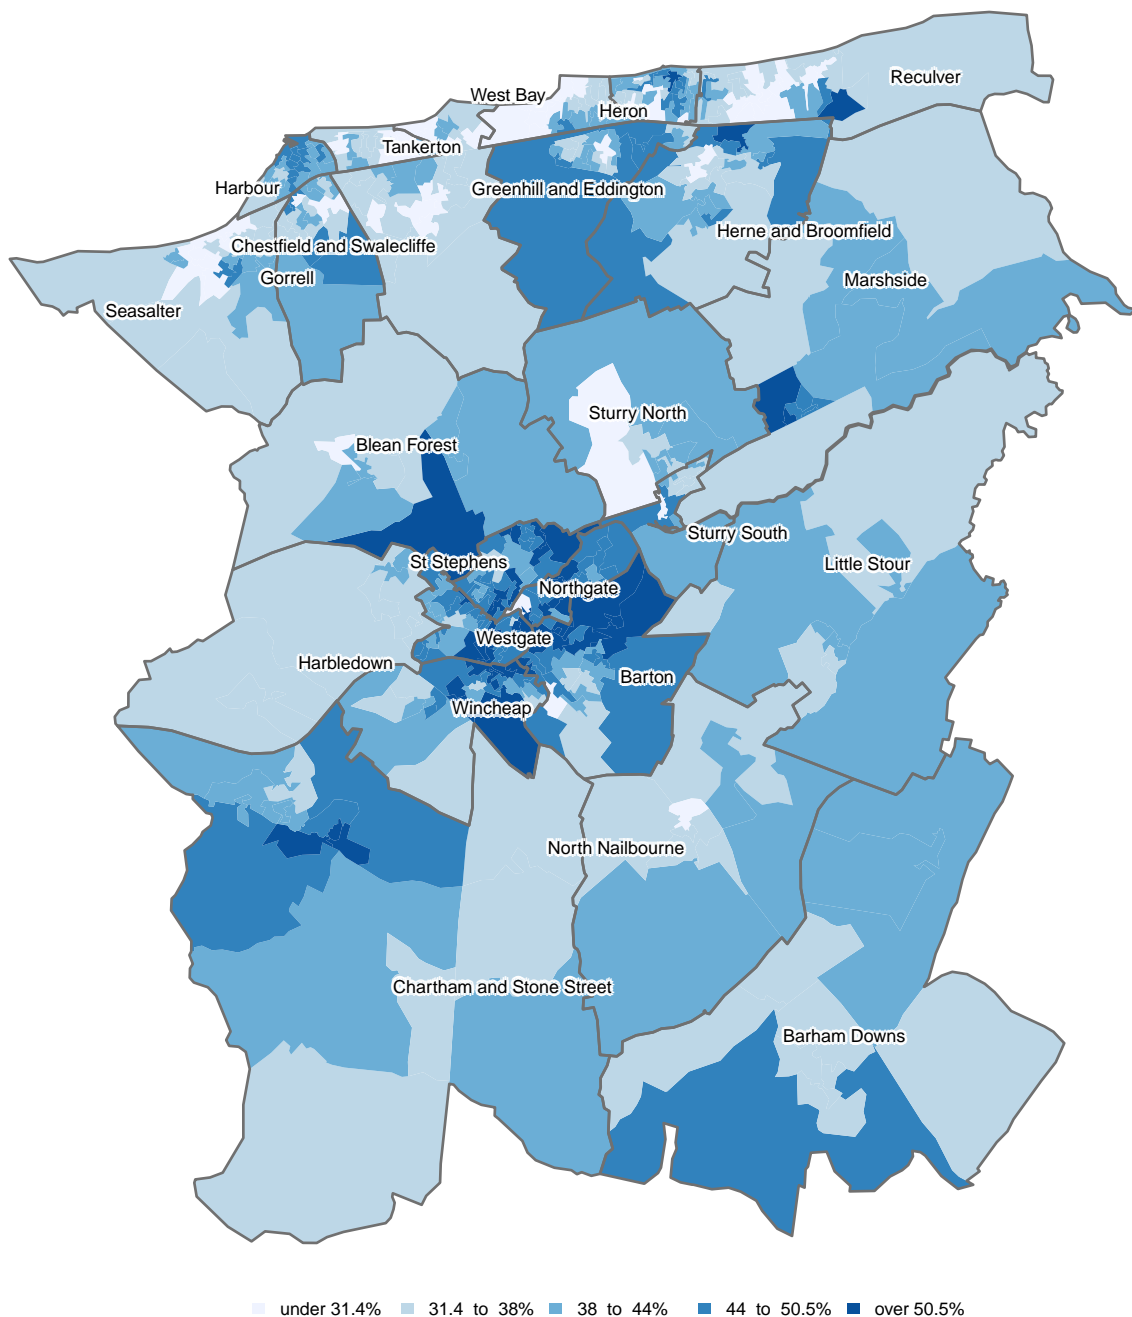 Reculver
West Bay
Heron
Tankerton
Harbour
Greenhill and Eddington
Herne and Broomfield
Chestfield and Swalecliffe
Gorrell
Marshside
Seasalter
Sturry North
Blean Forest
Sturry South
St Stephens
Little Stour
Northgate
Westgate
Harbledown
Barton
Wincheap
North Nailbourne
Chartham and Stone Street
Barham Downs
under 31.4% 31.4 to 38% 38 to 44% 44 to 50.5% over 50.5%